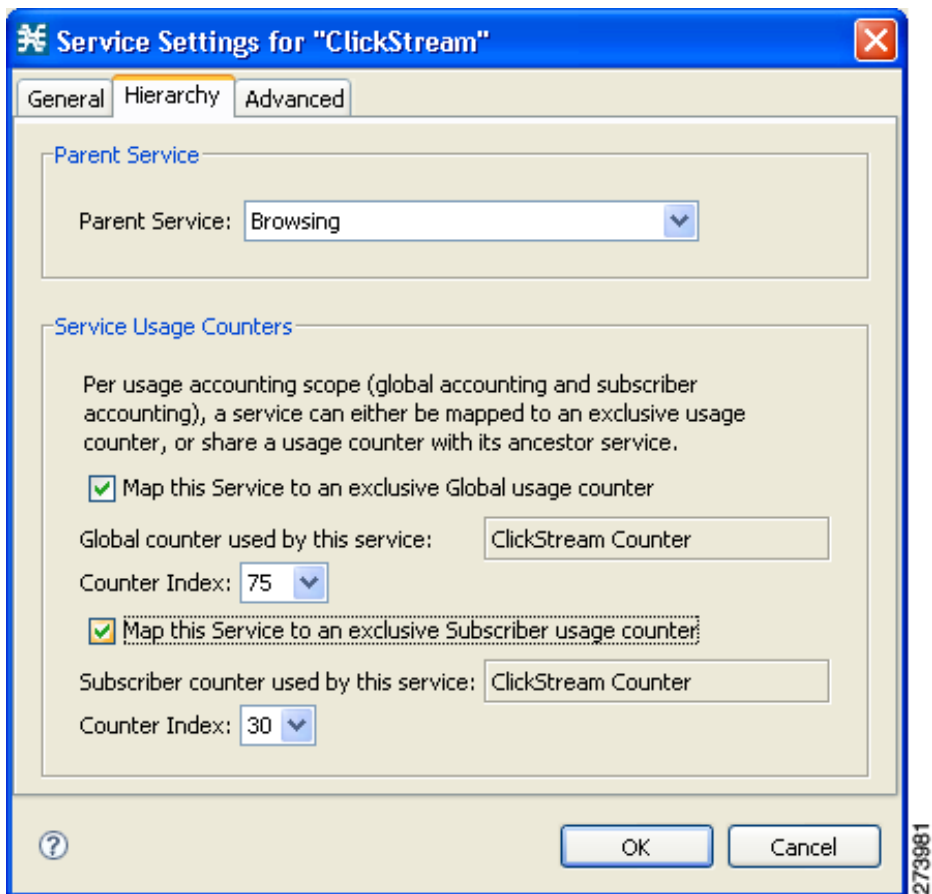 Service Settings for "ClickStream"
General Hierarchy Advanced
Parent Service
Parent Service: Browsing
Service Usage Counters
Per usage accounting scope (global accounting and subscriber
accounting), a service can either be mapped to an exclusive usage
counter, or share a usage counter with its ancestor service.
Map this Service to an exclusive Global usage counter
Global counter used by this service: ClickStream Counter
Counter Index: 75
Map this Service to an exclusive Subscriber usage counter
Subscriber counter used by this service: ClickStream Counter
Counter Index: 30
?
OK Cancel
273981